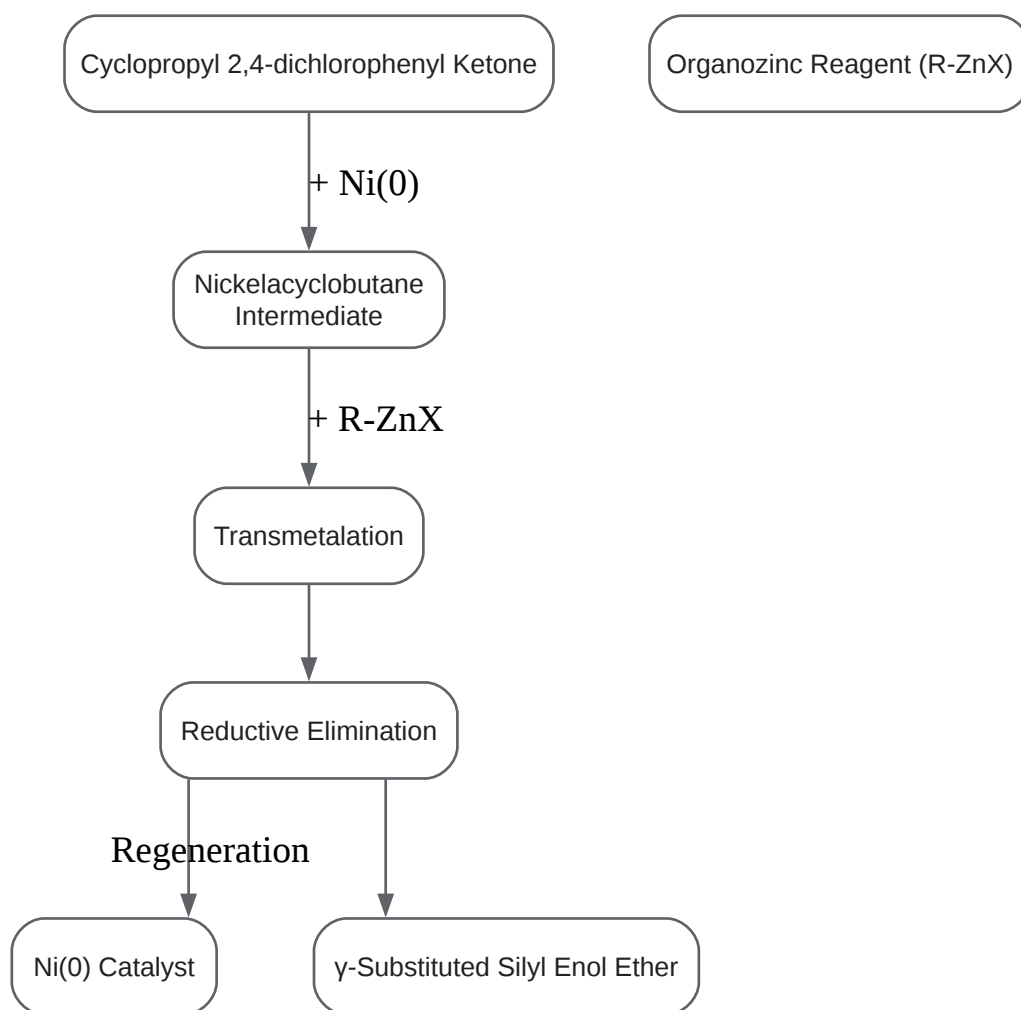 Cyclopropyl 2,4-dichlorophenyl Ketone
Organozinc Reagent (R-ZnX)
+ Ni(0)
Nickelacyclobutane
Intermediate
+ R-ZnX
Transmetalation
Reductive Elimination
Regeneration
Ni(0) Catalyst
γ-Substituted Silyl Enol Ether